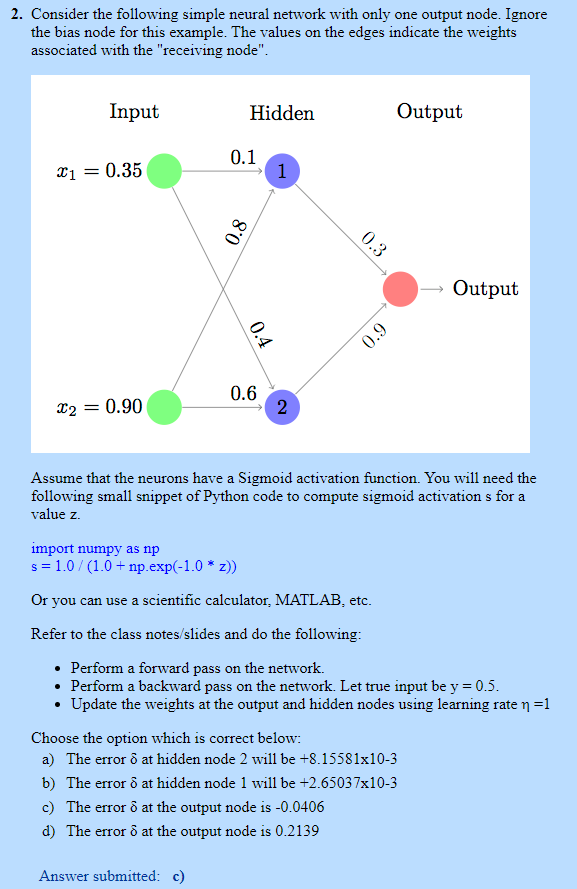 2. Consider the following simple neural network with only one output node. Ignore
the bias node for this example. The values on the edges indicate the weights
associated with the "receiving node".
Input Hidden Output
x₁ = 0.35
0.1
1
0.8
0.3
Output
0.4
0.9
x₂ = 0.90
0.6
2
Assume that the neurons have a Sigmoid activation function. You will need the
following small snippet of Python code to compute sigmoid activation s for a
value z.
import numpy as np
s = 1.0 / (1.0 + np.exp(-1.0 * z))
Or you can use a scientific calculator, MATLAB, etc.
Refer to the class notes/slides and do the following:
• Perform a forward pass on the network.
• Perform a backward pass on the network. Let true input be y = 0.5.
• Update the weights at the output and hidden nodes using learning rate η =1
Choose the option which is correct below:
a) The error δ at hidden node 2 will be +8.15581x10-3
b) The error δ at hidden node 1 will be +2.65037x10-3
c) The error δ at the output node is -0.0406
d) The error δ at the output node is 0.2139
Answer submitted: c)